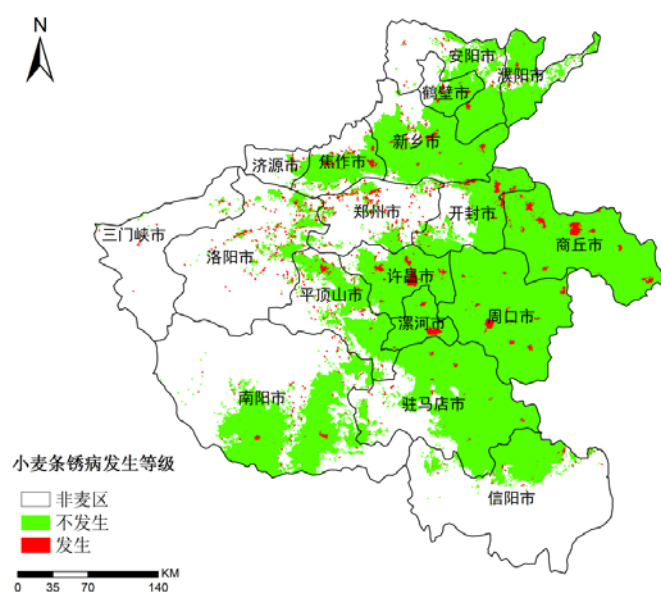 N
安阳市
濮阳市
鹤壁市
新乡市
济源市
焦作市
郑州市
开封市
三门峡市
洛阳市
商丘市
许昌市
平顶山市
漯河市
周口市
南阳市
驻马店市
信阳市
小麦条锈病发生等级
非麦区
不发生
发生
KM
0 35 70 140